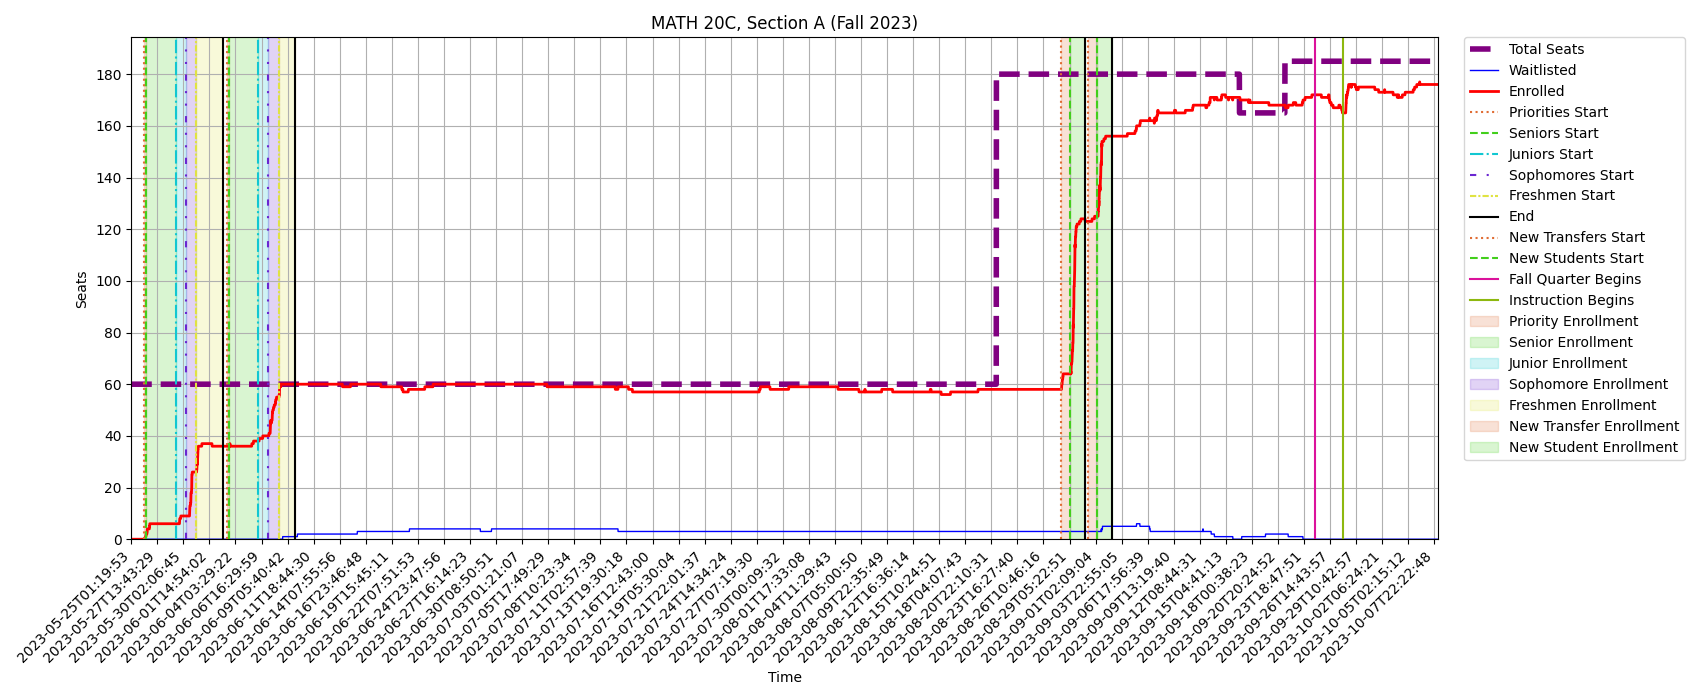 MATH 20C, Section A (Fall 2023)
Seats
180
160
140
120
100
80
60
40
20
0
2023-05-25T01:19:53
2023-05-27T13:43:29
2023-05-30T02:06:45
2023-06-01T14:54:02
2023-06-04T03:29:22
2023-06-06T16:29:59
2023-06-09T05:40:42
2023-06-11T18:44:30
2023-06-14T07:55:56
2023-06-16T23:46:48
2023-06-19T15:45:11
2023-06-22T07:51:53
2023-06-24T23:47:56
2023-06-27T16:14:23
2023-06-30T08:50:51
2023-07-03T01:21:07
2023-07-05T17:49:29
2023-07-08T10:23:34
2023-07-11T02:57:39
2023-07-13T19:30:18
2023-07-16T12:43:00
2023-07-19T05:30:04
2023-07-21T22:01:37
2023-07-24T14:34:24
2023-07-27T07:19:30
2023-07-30T00:09:32
2023-08-01T17:33:08
2023-08-04T11:29:43
2023-08-07T05:00:50
2023-08-09T22:35:49
2023-08-12T16:36:14
2023-08-15T10:24:51
2023-08-18T04:07:43
2023-08-20T22:10:31
2023-08-23T16:27:40
2023-08-26T10:46:16
2023-08-29T05:22:51
2023-09-01T02:09:04
2023-09-03T22:55:05
2023-09-06T17:56:39
2023-09-09T13:19:40
2023-09-12T08:44:31
2023-09-15T04:41:13
2023-09-18T00:38:23
2023-09-20T20:24:52
2023-09-23T18:47:51
2023-09-26T14:43:57
2023-09-29T10:42:57
2023-10-02T06:24:21
2023-10-05T02:15:12
2023-10-07T22:22:48
Time
Total Seats
Waitlisted
Enrolled
Priorities Start
Seniors Start
Juniors Start
Sophomores Start
Freshmen Start
End
New Transfers Start
New Students Start
Fall Quarter Begins
Instruction Begins
Priority Enrollment
Senior Enrollment
Junior Enrollment
Sophomore Enrollment
Freshmen Enrollment
New Transfer Enrollment
New Student Enrollment